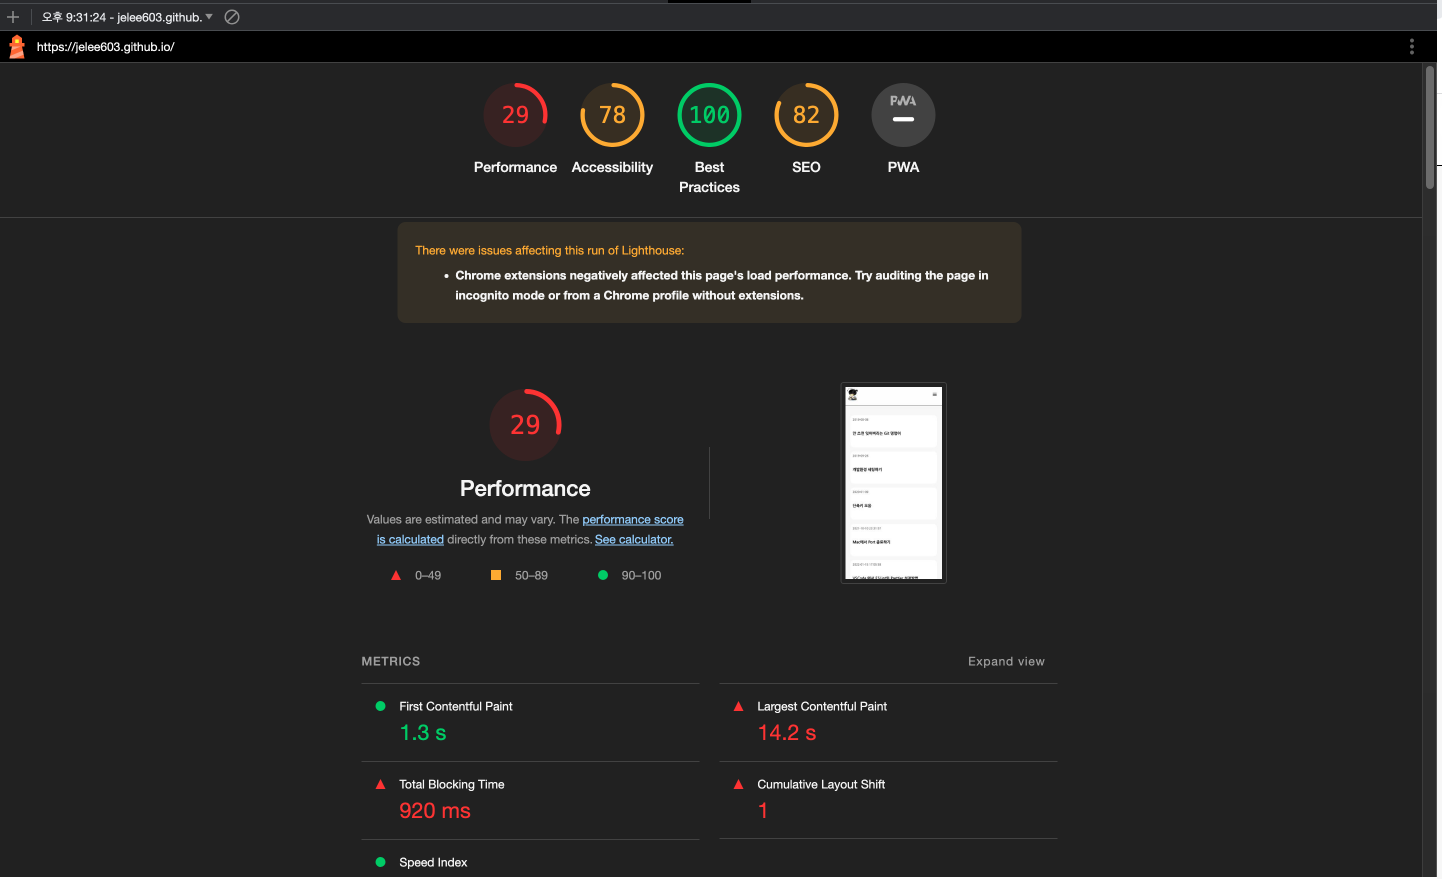 오후 9:31:24 - jelee603.github.
https://jelee603.github.io/
29
78
100
82
PWA
Performance
Accessibility
Best
Practices
SEO
PWA
There were issues affecting this run of Lighthouse:
• Chrome extensions negatively affected this page's load performance. Try auditing the page in
incognito mode or from a Chrome profile without extensions.
29
Performance
Values are estimated and may vary. The performance score
is calculated directly from these metrics. See calculator.
0–49
50–89
90–100
단축키 모음
METRICS
Expand view
First Contentful Paint
1.3 s
Largest Contentful Paint
14.2 s
Total Blocking Time
920 ms
Cumulative Layout Shift
1
Speed Index